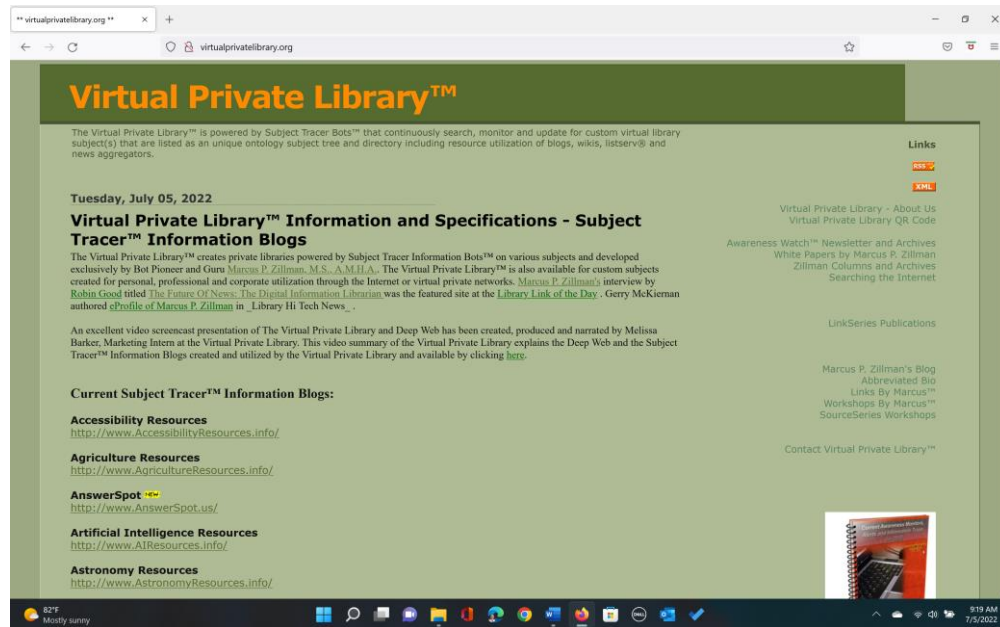 ** virtualprivatelibrary.org **
virtualprivatelibrary.org
Virtual Private Library™
The Virtual Private Library™ is powered by Subject Tracer Bots™ that continuously search, monitor and update for custom virtual library
subject(s) that are listed as an unique ontology subject tree and directory including resource utilization of blogs, wikis, listserv® and
news aggregators.
Tuesday, July 05, 2022
Virtual Private Library™ Information and Specifications - Subject
Tracer™ Information Blogs
The Virtual Private Library™ creates private libraries powered by Subject Tracer Information Bots™ on various subjects and developed
exclusively by Bot Pioneer and Guru Marcus P. Zillman, M.S., A.M.H.A.. The Virtual Private Library™ is also available for custom subjects
created for personal, professional and corporate utilization through the Internet or virtual private networks. Marcus P. Zillman's interview by
Robin Good titled The Future Of News: The Digital Information Librarian was the featured site at the Library Link of the Day . Gerry McKiernan
authored eProfile of Marcus P. Zillman in _Library Hi Tech News_ .
An excellent video screencast presentation of The Virtual Private Library and Deep Web has been created, produced and narrated by Melissa
Barker, Marketing Intern at the Virtual Private Library. This video summary of the Virtual Private Library explains the Deep Web and the Subject
Tracer™ Information Blogs created and utilized by the Virtual Private Library and available by clicking here.
Current Subject Tracer™ Information Blogs:
Accessibility Resources
http://www.AccessibilityResources.info/
Agriculture Resources
http://www.AgricultureResources.info/
AnswerSpot NEW
http://www.AnswerSpot.us/
Artificial Intelligence Resources
http://www.AIResources.info/
Astronomy Resources
http://www.AstronomyResources.info/
Links
RSS
XML
Virtual Private Library - About Us
Virtual Private Library QR Code
Awareness Watch™ Newsletter and Archives
White Papers by Marcus P. Zillman
Zillman Columns and Archives
Searching the Internet
LinkSeries Publications
Marcus P. Zillman's Blog
Abbreviated Bio
Links By Marcus™
Workshops By Marcus™
SourceSeries Workshops
Contact Virtual Private Library™
82°F
Mostly sunny
9:19 AM
7/5/2022